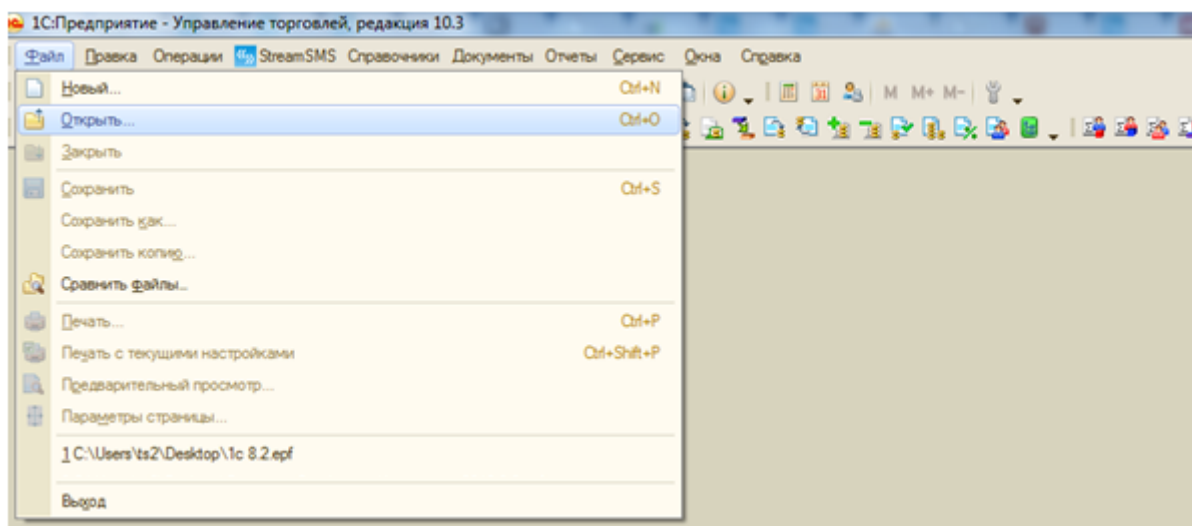 1С:Предприятие - Управление торговлей, редакция 10.3
Файл Правка Операции StreamSMS Справочники Документы Отчеты Сервис Окна Справка
Новый... Ctrl+N
M M+ M-
Открыть... Ctrl+O
Закрыть
Сохранить Ctrl+S
Сохранить как...
Сохранить копию...
Сравнить файлы...
Печать... Ctrl+P
Печать с текущими настройками Ctrl+Shift+P
Предварительный просмотр...
Параметры страницы...
1 C:\Users\ts2\Desktop\1c 8.2.epf
Выход